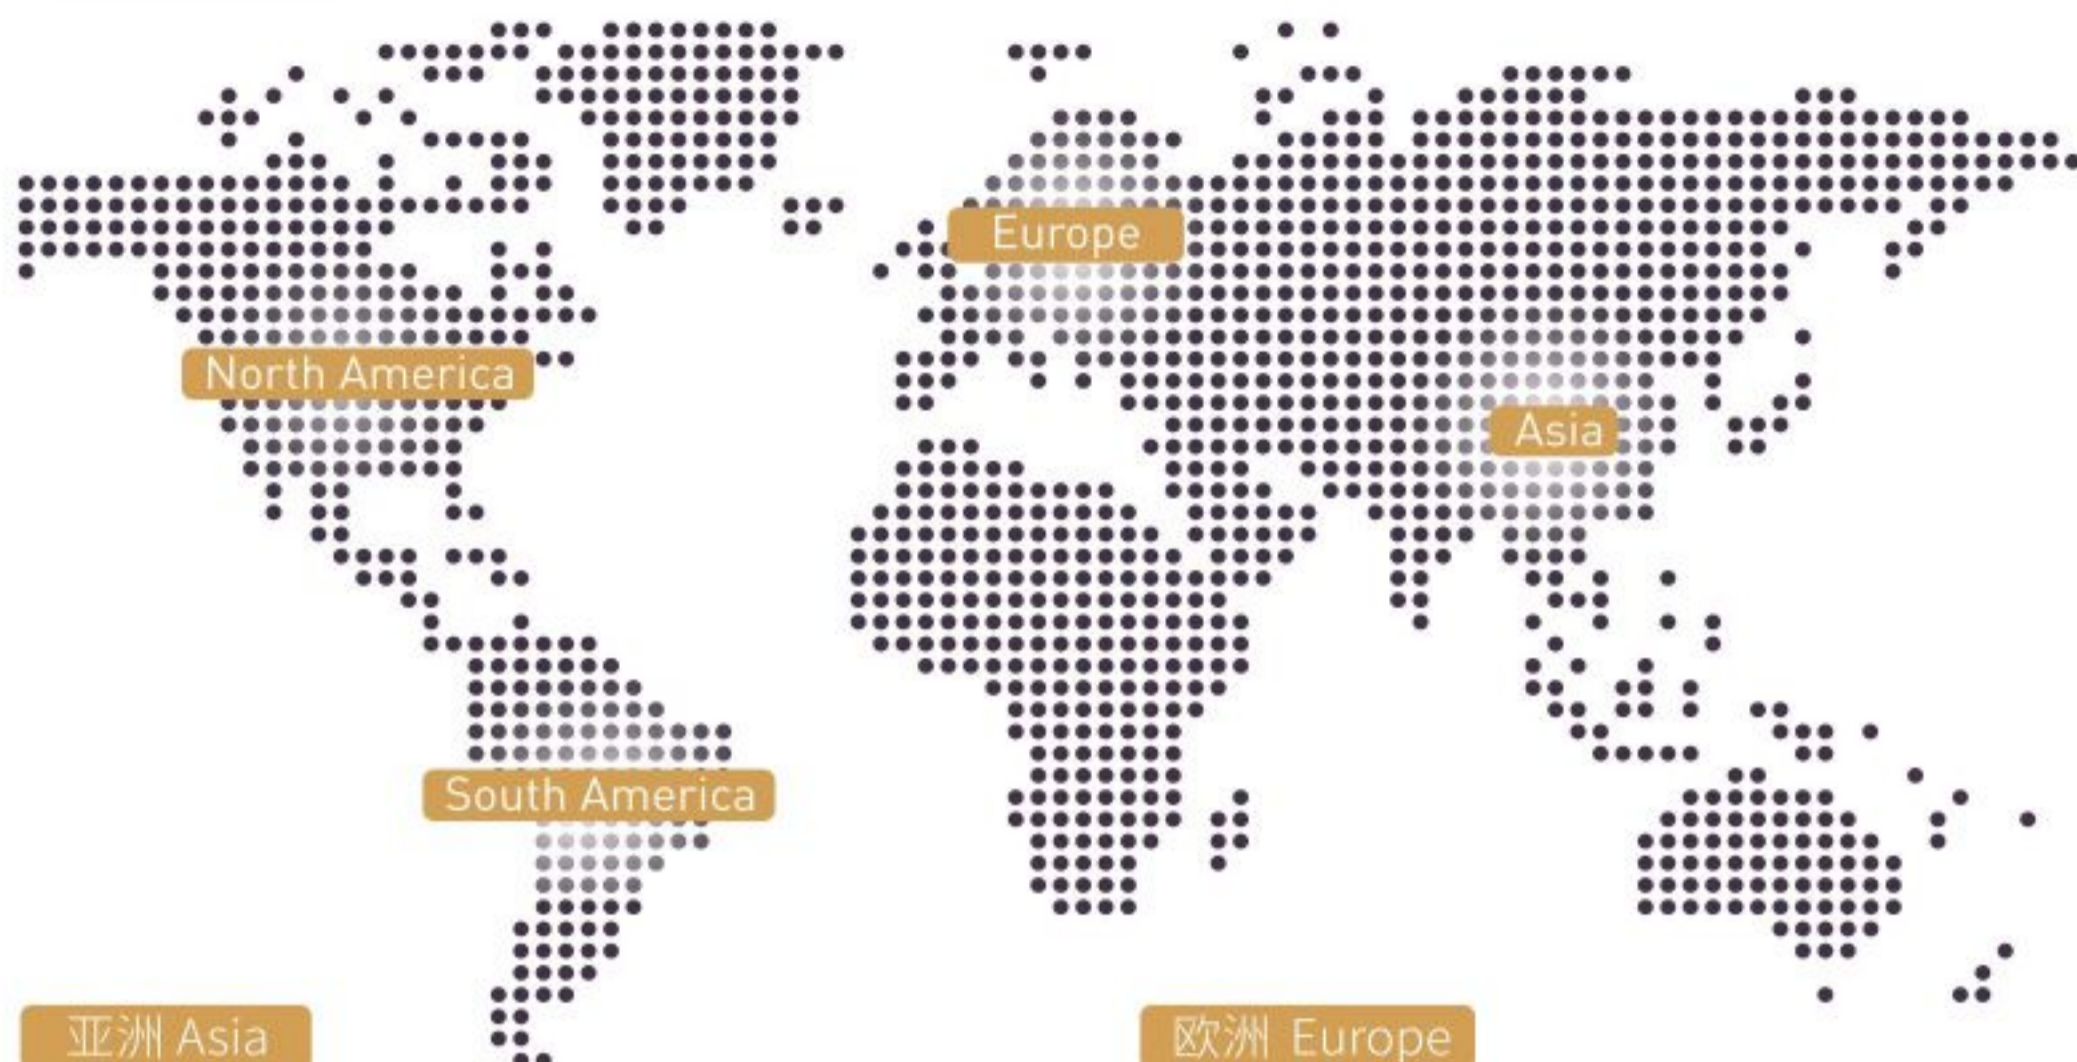 Europe
North America
Asia
South America
亚洲 Asia
欧洲 Europe